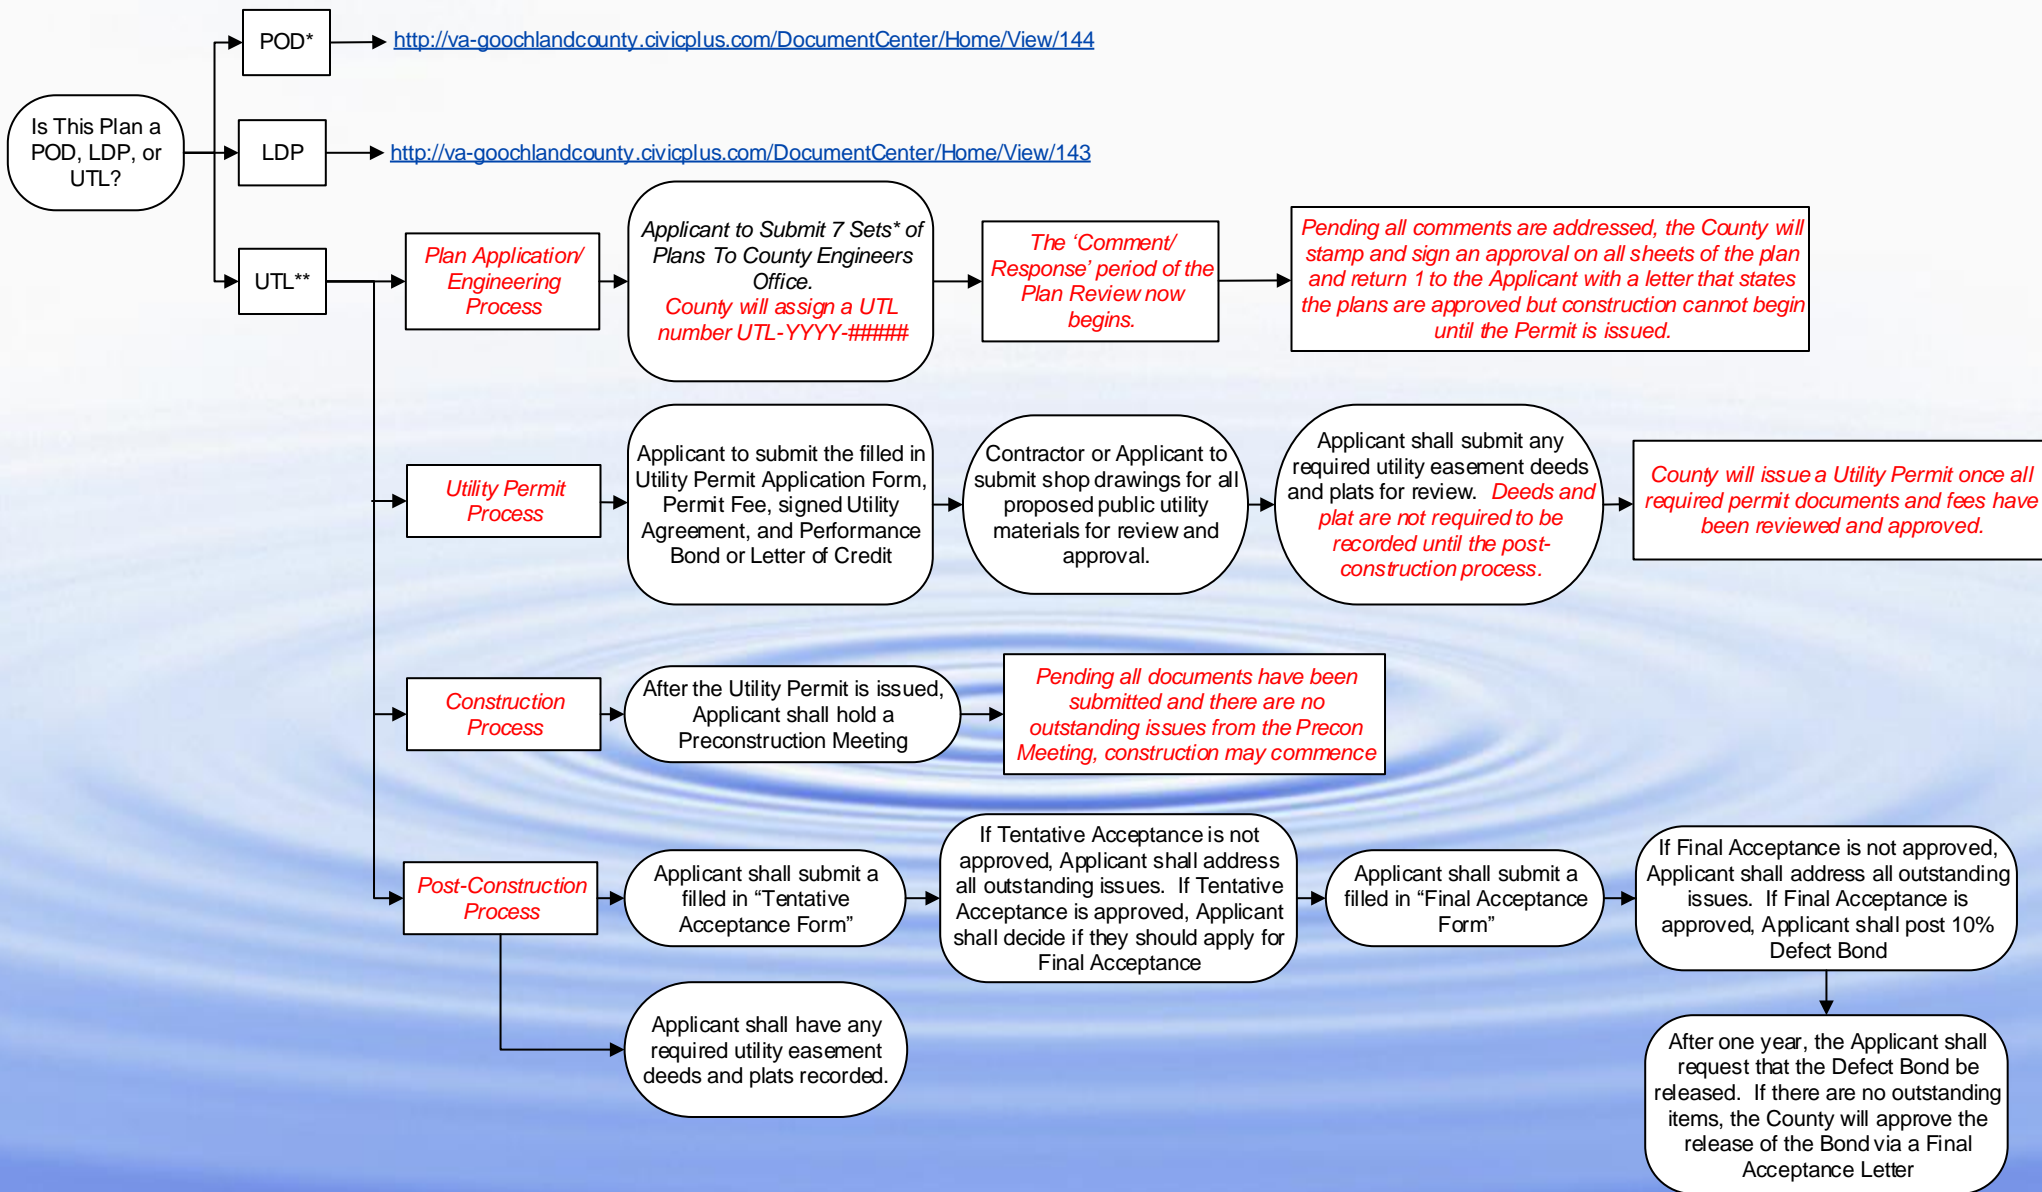 POD*
http://va-goochlandcounty.civicplus.com/DocumentCenter/Home/View/144
Is This Plan a
POD, LDP, or
UTL?
LDP
http://va-goochlandcounty.civicplus.com/DocumentCenter/Home/View/143
UTL**
Plan Application/
Engineering
Process
Applicant to Submit 7 Sets* of
Plans To County Engineers
Office.
County will assign a UTL
number UTL-YYYY-#####
The ‘Comment/
Response’ period of the
Plan Review now
begins.
Pending all comments are addressed, the County will
stamp and sign an approval on all sheets of the plan
and return 1 to the Applicant with a letter that states
the plans are approved but construction cannot begin
until the Permit is issued.
Utility Permit
Process
Applicant to submit the filled in
Utility Permit Application Form,
Permit Fee, signed Utility
Agreement, and Performance
Bond or Letter of Credit
Contractor or Applicant to
submit shop drawings for all
proposed public utility
materials for review and
approval.
Applicant shall submit any
required utility easement deeds
and plats for review. Deeds and
plat are not required to be
recorded until the post-
construction process.
County will issue a Utility Permit once all
required permit documents and fees have
been reviewed and approved.
Construction
Process
After the Utility Permit is issued,
Applicant shall hold a
Preconstruction Meeting
Pending all documents have been
submitted and there are no
outstanding issues from the Precon
Meeting, construction may commence
Post-Construction
Process
Applicant shall submit a
filled in “Tentative
Acceptance Form”
If Tentative Acceptance is not
approved, Applicant shall address
all outstanding issues. If Tentative
Acceptance is approved, Applicant
shall decide if they should apply for
Final Acceptance
Applicant shall submit a
filled in “Final Acceptance
Form”
If Final Acceptance is not approved,
Applicant shall address all outstanding
issues. If Final Acceptance is
approved, Applicant shall post 10%
Defect Bond
Applicant shall have any
required utility easement
deeds and plats recorded.
After one year, the Applicant shall
request that the Defect Bond be
released. If there are no outstanding
items, the County will approve the
release of the Bond via a Final
Acceptance Letter